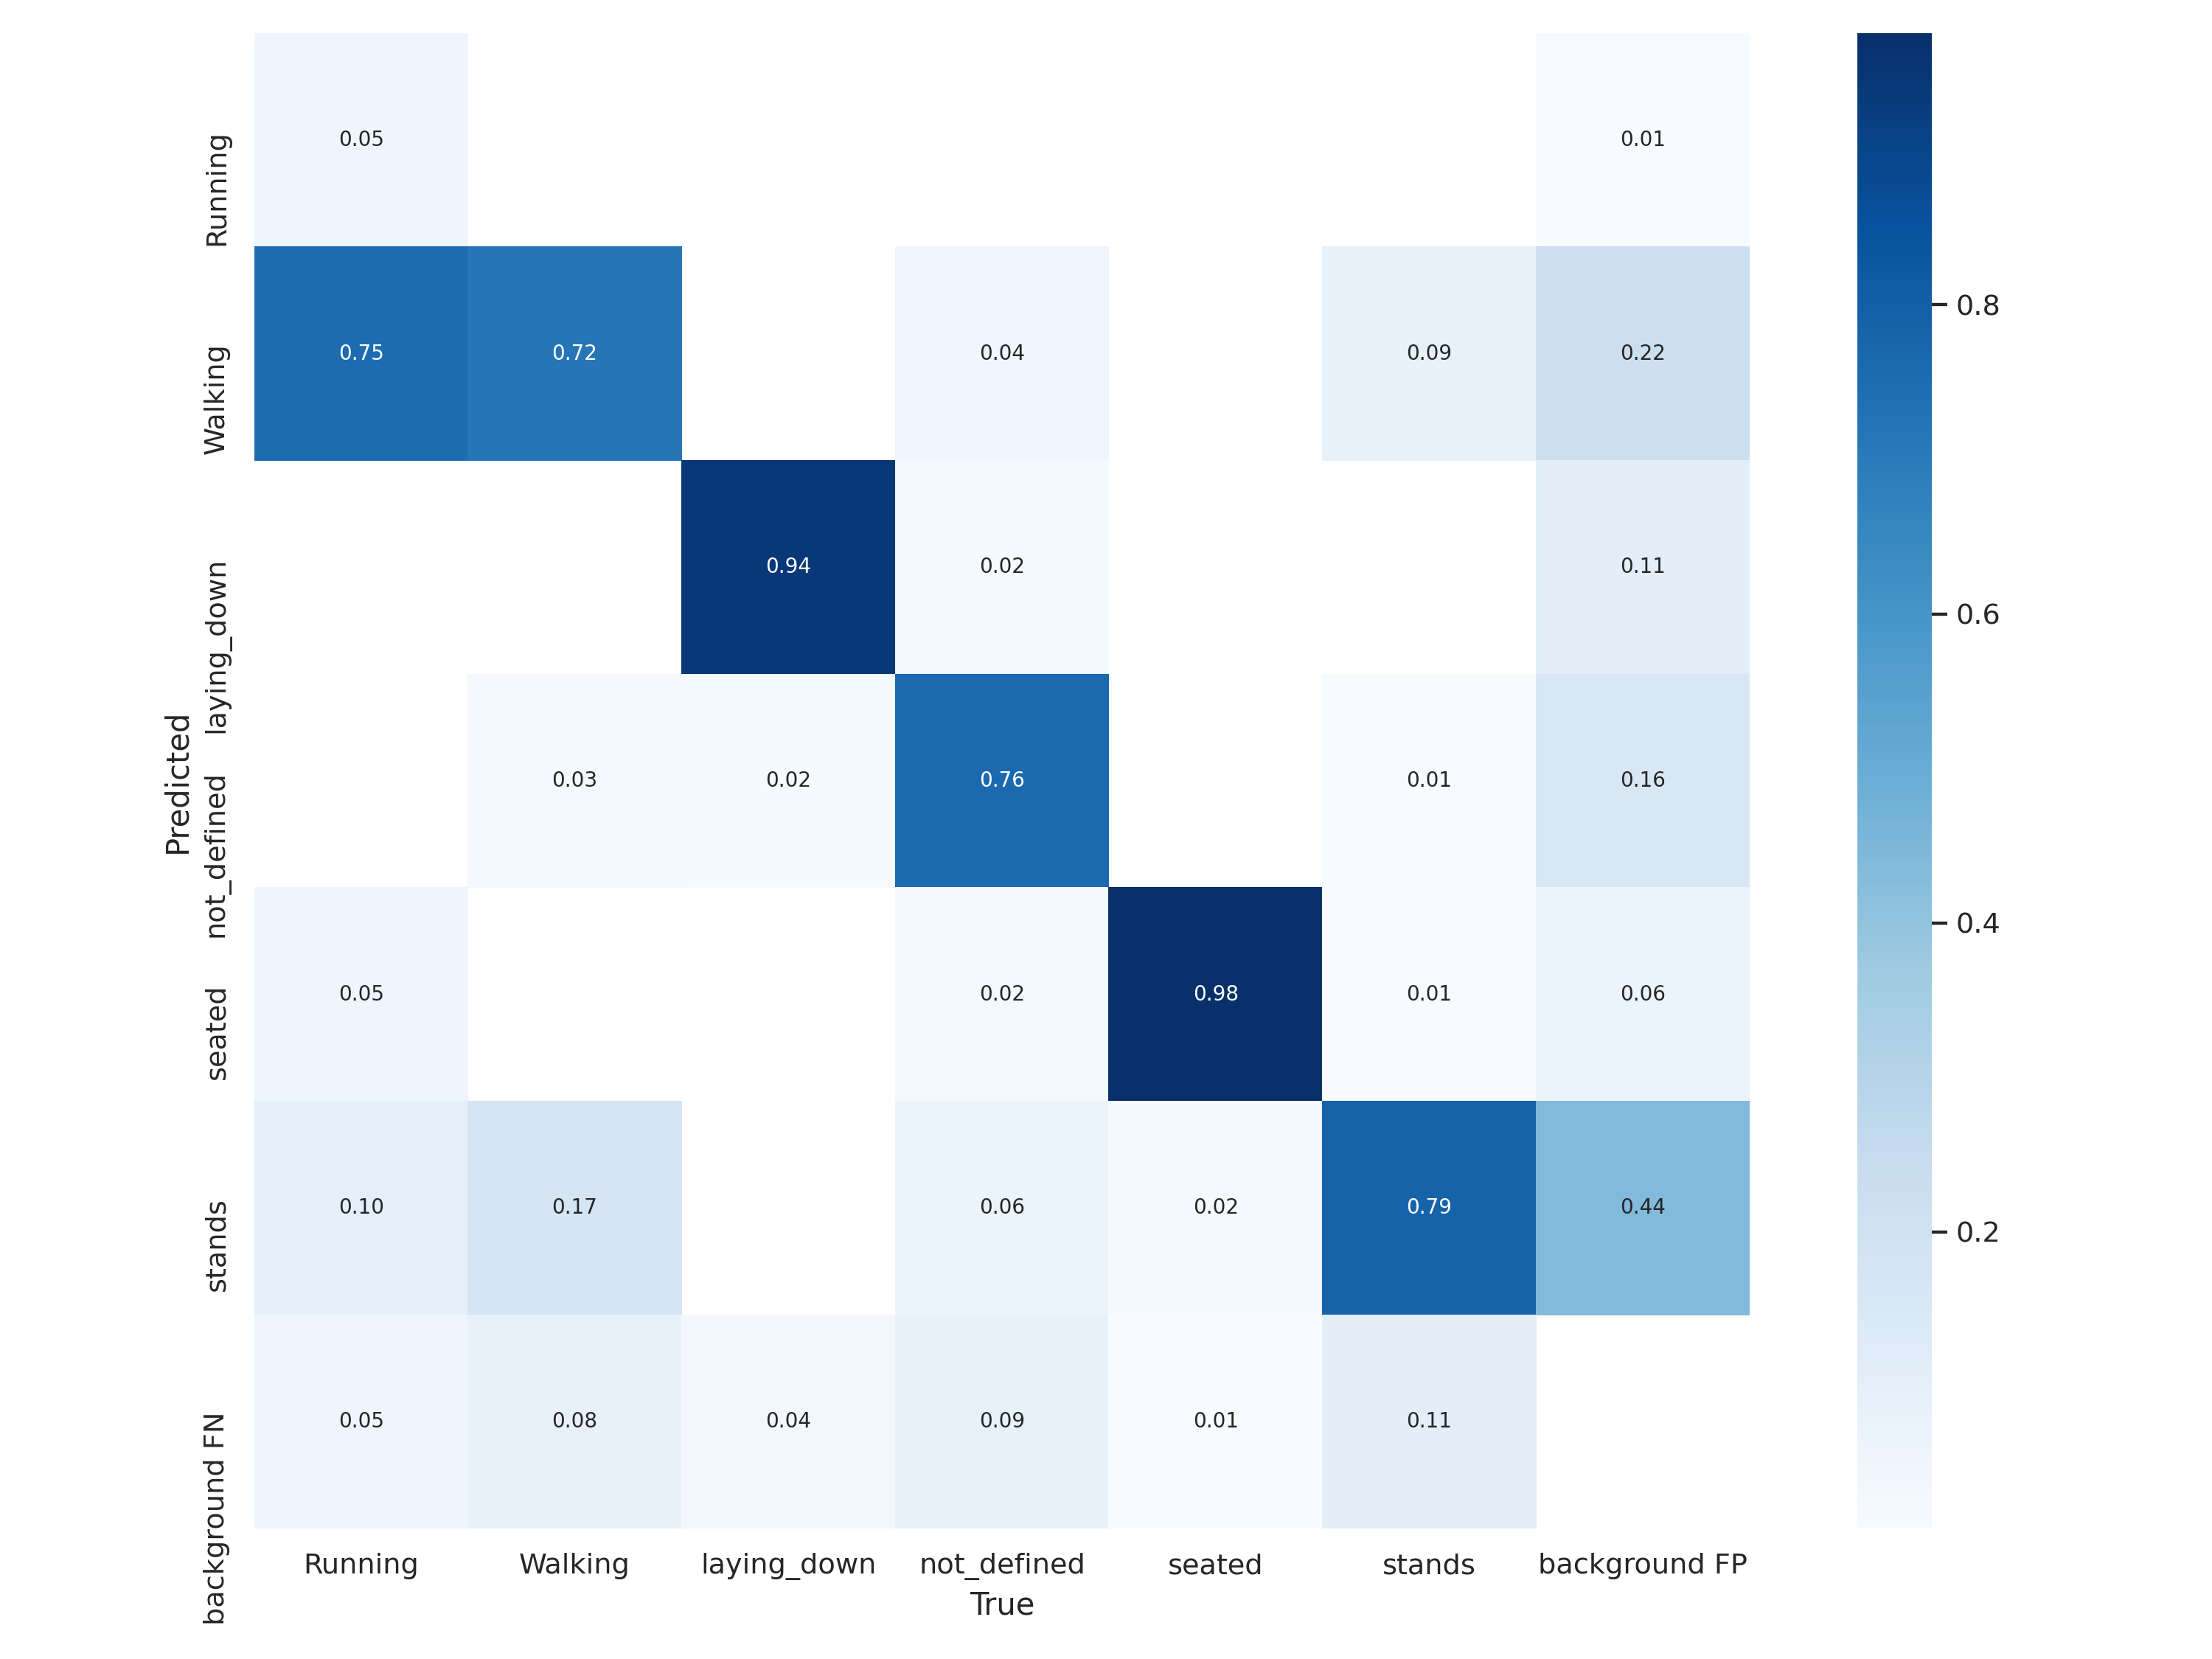 Predicted
Running
0.05 0.01
Walking
0.75 0.72 0.04 0.09 0.22
laying_down
0.94 0.02 0.11
not_defined
0.03 0.02 0.76 0.01 0.16
seated
0.05 0.02 0.98 0.01 0.06
stands
0.10 0.17 0.06 0.02 0.79 0.44
background FN
0.05 0.08 0.04 0.09 0.01 0.11
Running Walking laying_down not_defined seated stands background FP
True
0.8
0.6
0.4
0.2